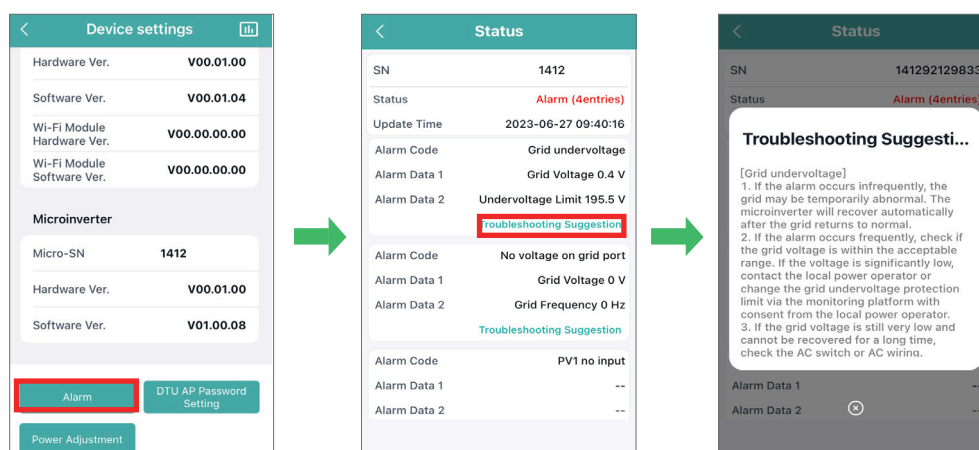 Device settings
Hardware Ver. V00.01.00
Software Ver. V00.01.04
Wi-Fi Module
Hardware Ver. V00.00.00.00
Wi-Fi Module
Software Ver. V00.00.00.00
Microinverter
Micro-SN 1412
Hardware Ver. V00.01.00
Software Ver. V01.00.08
Alarm
DTU AP Password
Setting
Power Adjustment
Status
SN 1412
Status Alarm (4entries)
Update Time 2023-06-27 09:40:16
Alarm Code Grid undervoltage
Alarm Data 1 Grid Voltage 0.4 V
Alarm Data 2 Undervoltage Limit 195.5 V
Troubleshooting Suggestion
Alarm Code No voltage on grid port
Alarm Data 1 Grid Voltage 0 V
Alarm Data 2 Grid Frequency 0 Hz
Troubleshooting Suggestion
Alarm Code PV1 no input
Alarm Data 1 --
Alarm Data 2 --
Status
SN 141292129833
Status Alarm (4entries)
Troubleshooting Suggesti...
[Grid undervoltage]
1. If the alarm occurs infrequently, the
grid may be temporarily abnormal. The
microinverter will recover automatically
after the grid returns to normal.
2. If the alarm occurs frequently, check if
the grid voltage is within the acceptable
range. If the voltage is significantly low,
contact the local power operator or
change the grid undervoltage protection
limit via the monitoring platform with
consent from the local power operator.
3. If the grid voltage is still very low and
cannot be recovered for a long time,
check the AC switch or AC wiring.
Alarm Data 1 --
Alarm Data 2 --